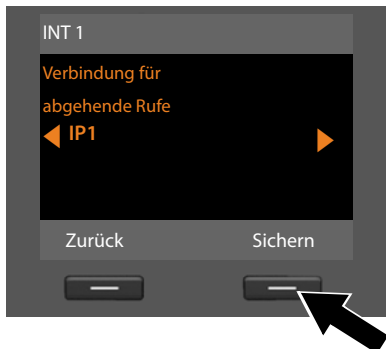 INT 1
Verbindung für
abgehende Rufe
IP1
Zurück Sichern